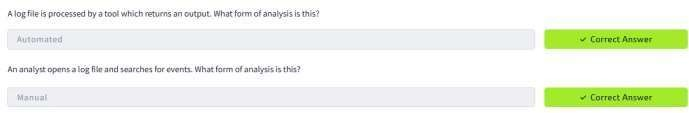 A log file is processed by a tool which returns an output. What form of analysis is this?
Automated
✓ Correct Answer
An analyst opens a log file and searches for events. What form of analysis is this?
Manual
✓ Correct Answer